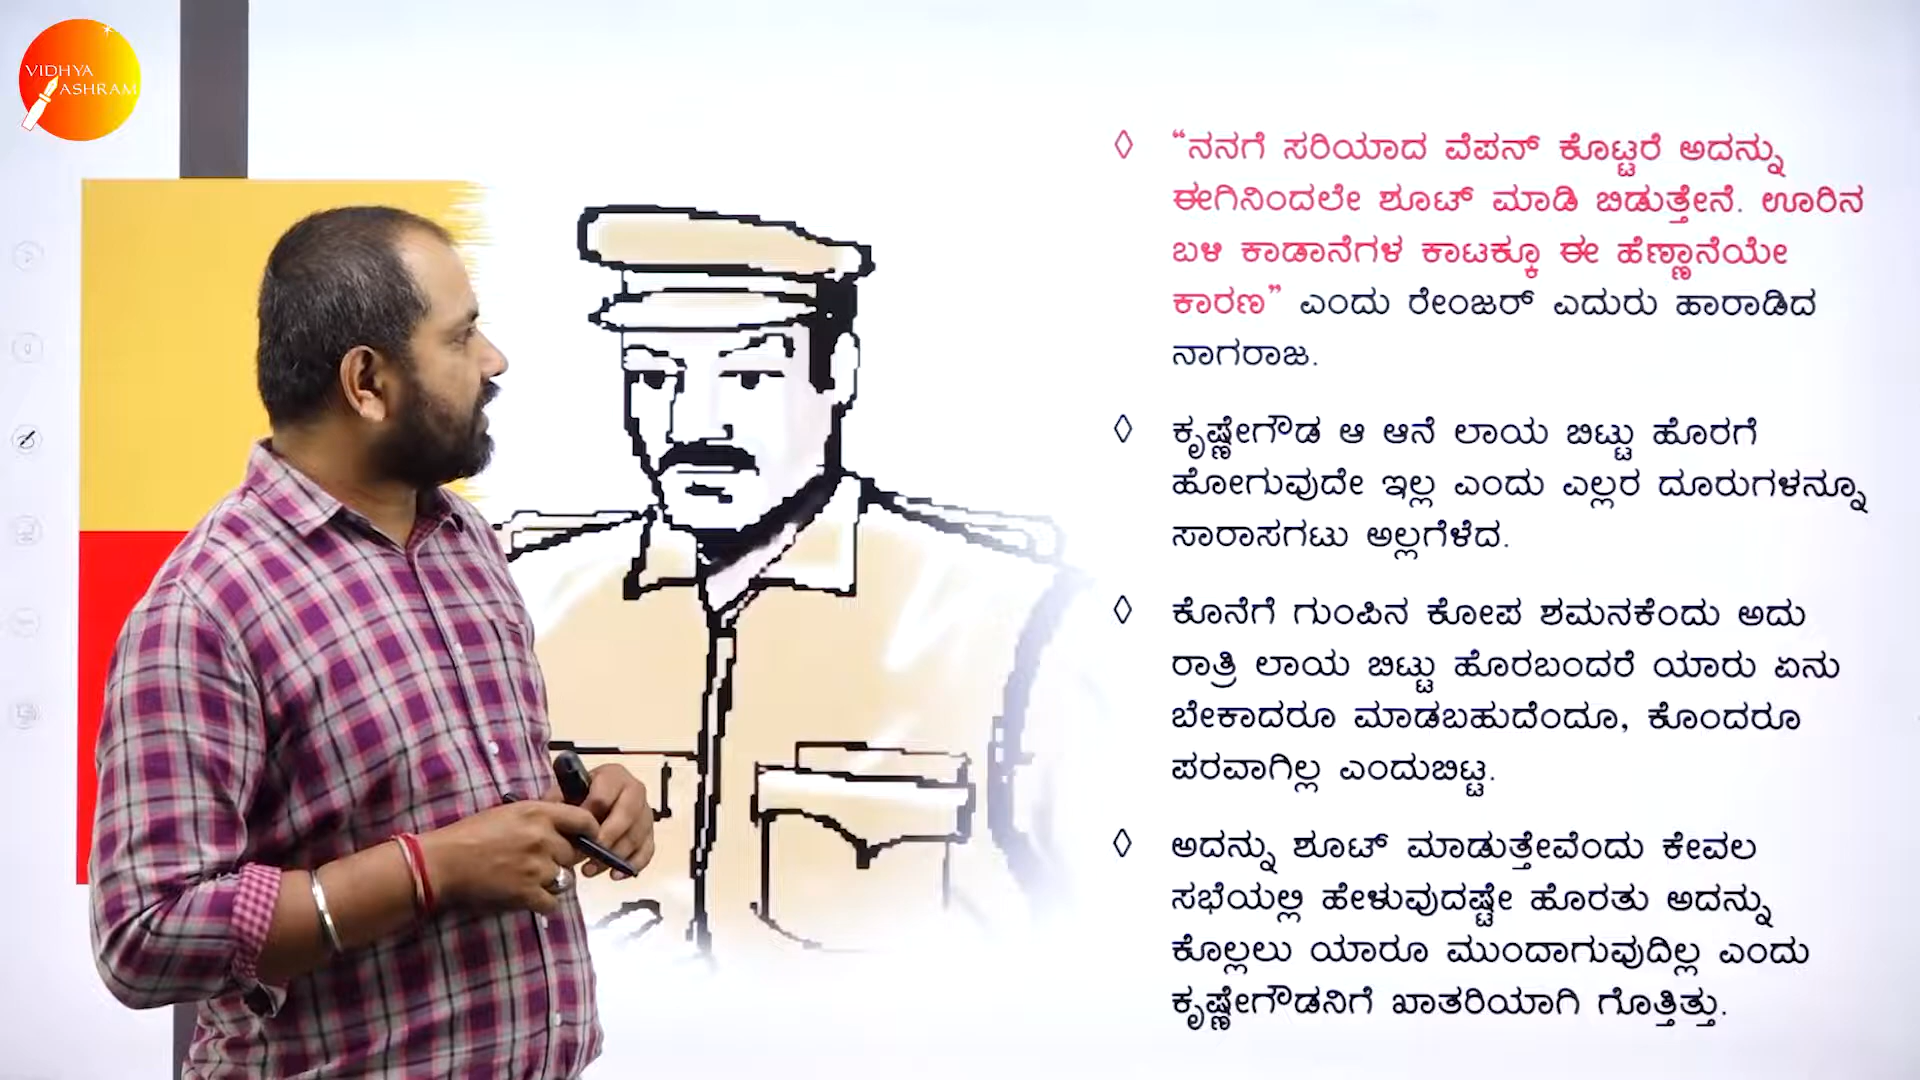 VIDHYA
ASHRAM
◊ “ನನಗೆ ಸರಿಯಾದ ವೆಪನ್ ಕೊಟ್ಟರೆ ಅದನ್ನು
ಈಗಿನಿಂದಲೇ ಶೂಟ್ ಮಾಡಿ ಬಿಡುತ್ತೇನೆ. ಊರಿನ
ಬಳಿ ಕಾಡಾನೆಗಳ ಕಾಟಕ್ಕೂ ಈ ಹೆಣ್ಣಾನೆಯೇ
ಕಾರಣ” ಎಂದು ರೇಂಜರ್ ಎದುರು ಹಾರಾಡಿದ
ನಾಗರಾಜ.
◊ ಕೃಷ್ಣೇಗೌಡ ಆ ಆನೆ ಲಾಯ ಬಿಟ್ಟು ಹೊರಗೆ
ಹೋಗುವುದೇ ಇಲ್ಲ ಎಂದು ಎಲ್ಲರ ದೂರುಗಳನ್ನೂ
ಸಾರಾಸಗಟು ಅಲ್ಲಗೆಳೆದ.
◊ ಕೊನೆಗೆ ಗುಂಪಿನ ಕೋಪ ಶಮನಕೆಂದು ಅದು
ರಾತ್ರಿ ಲಾಯ ಬಿಟ್ಟು ಹೊರಬಂದರೆ ಯಾರು ಏನು
ಬೇಕಾದರೂ ಮಾಡಬಹುದೆಂದೂ, ಕೊಂದರೂ
ಪರವಾಗಿಲ್ಲ ಎಂದುಬಿಟ್ಟ.
◊ ಅದನ್ನು ಶೂಟ್ ಮಾಡುತ್ತೇವೆಂದು ಕೇವಲ
ಸಭೆಯಲ್ಲಿ ಹೇಳುವುದಷ್ಟೇ ಹೊರತು ಅದನ್ನು
ಕೊಲ್ಲಲು ಯಾರೂ ಮುಂದಾಗುವುದಿಲ್ಲ ಎಂದು
ಕೃಷ್ಣೇಗೌಡನಿಗೆ ಖಾತರಿಯಾಗಿ ಗೊತ್ತಿತ್ತು.